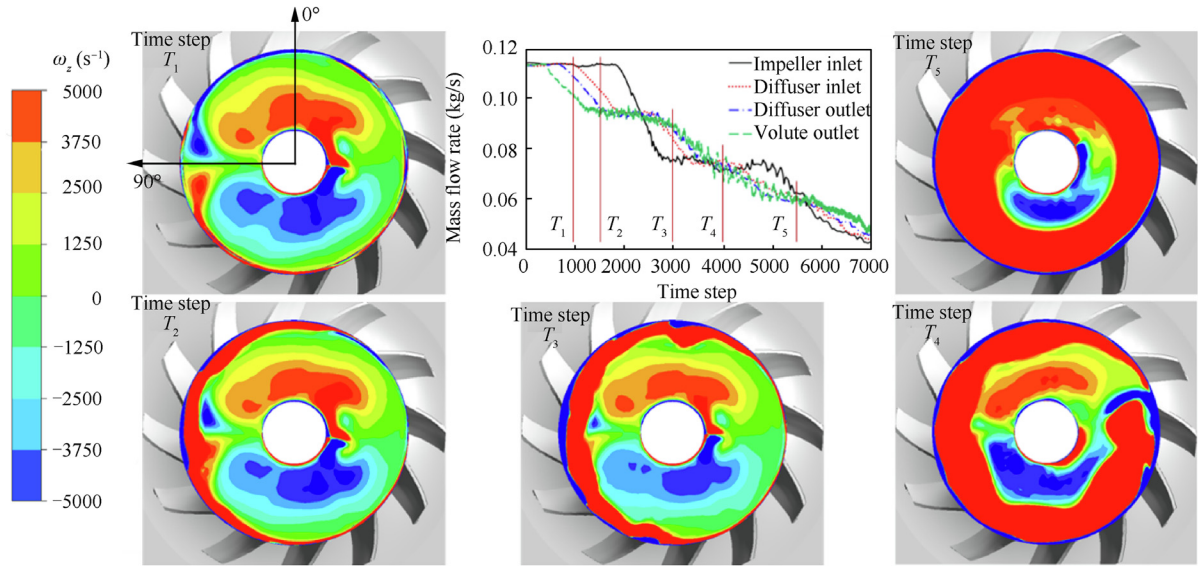 0°
90°
Time step
T₁
ω_z (s⁻¹)
5000
3750
2500
1250
0
−1250
−2500
−3750
−5000
0.12
0.10
0.08
0.06
0.04
Mass flow rate (kg/s)
Impeller inlet
Diffuser inlet
Diffuser outlet
Volute outlet
T₁ T₂ T₃ T₄ T₅
0 1000 2000 3000 4000 5000 6000 7000
Time step
Time step
T₅
Time step
T₂
Time step
T₃
Time step
T₄